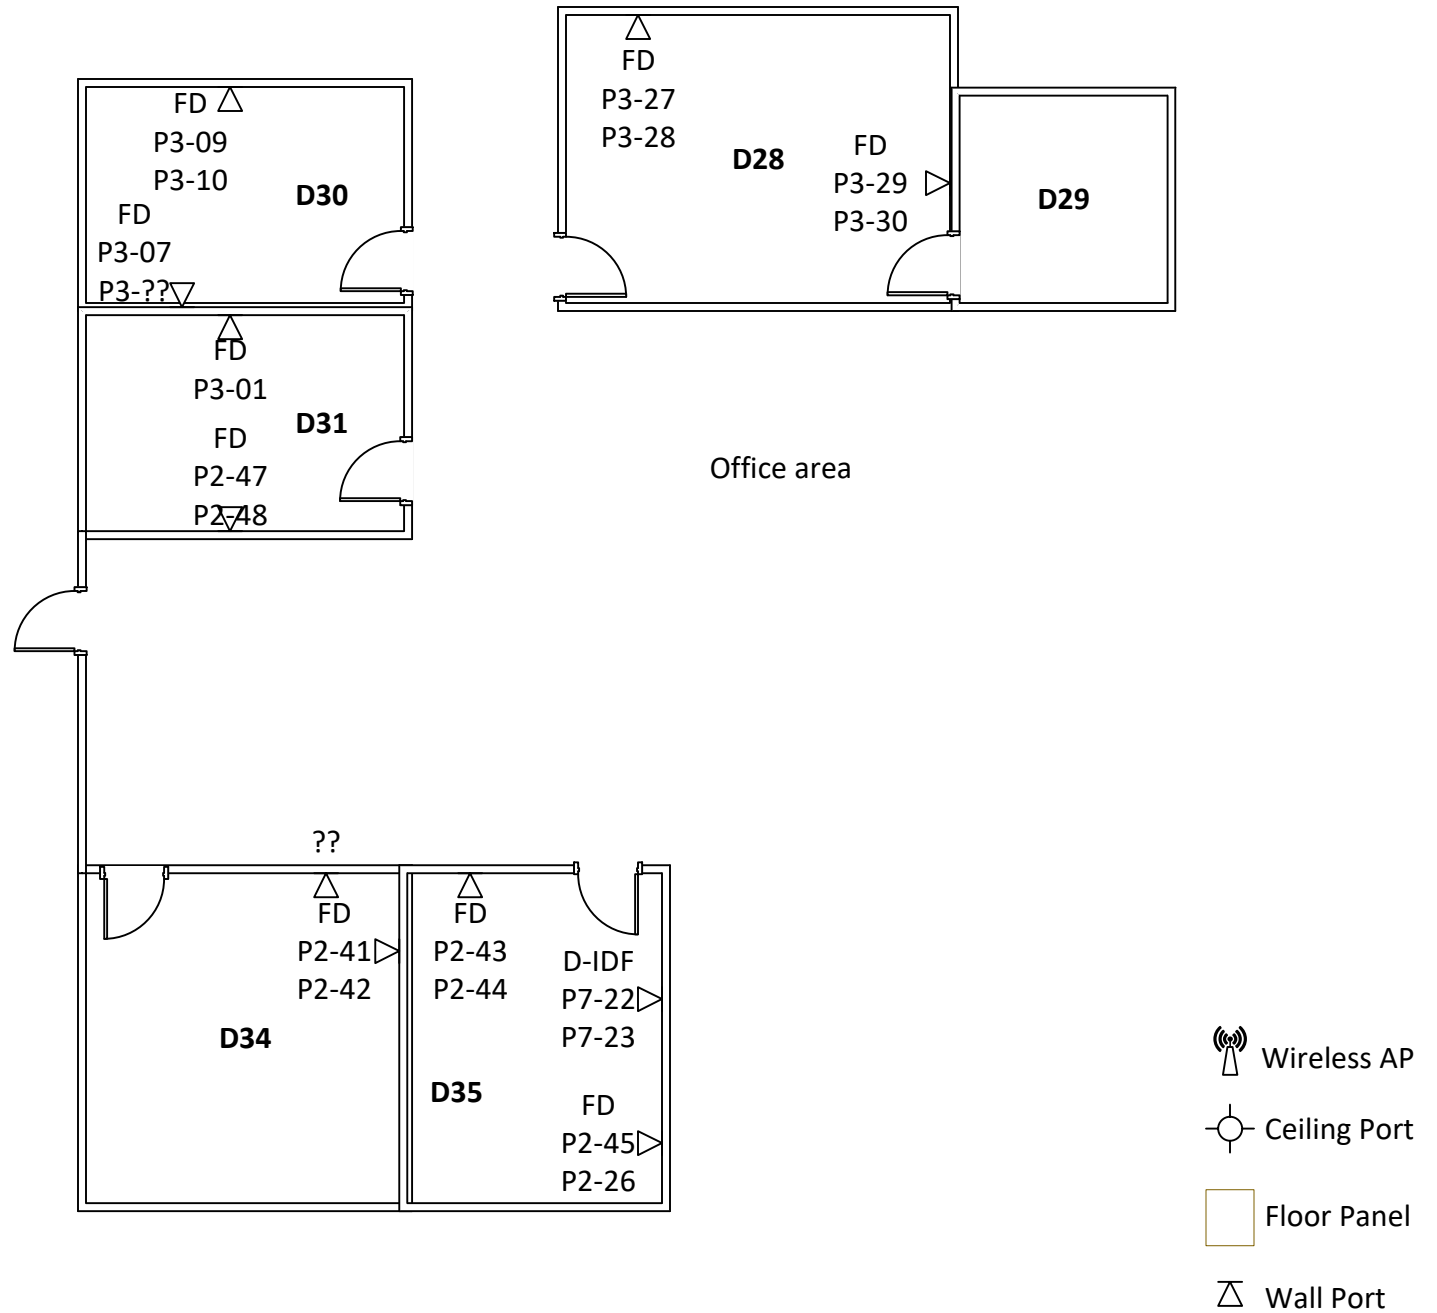 FD
P3-27
P3-28
D28
FD
P3-29
P3-30
D29
FD
P3-09
P3-10
D30
FD
P3-07
P3-??
FD
P3-01
D31
FD
P2-47
P2-48
Office area
??
FD
P2-41
P2-42
D34
FD
P2-43
P2-44
D-IDF
P7-22
P7-23
D35
FD
P2-45
P2-26
Wireless AP
Ceiling Port
Floor Panel
Wall Port